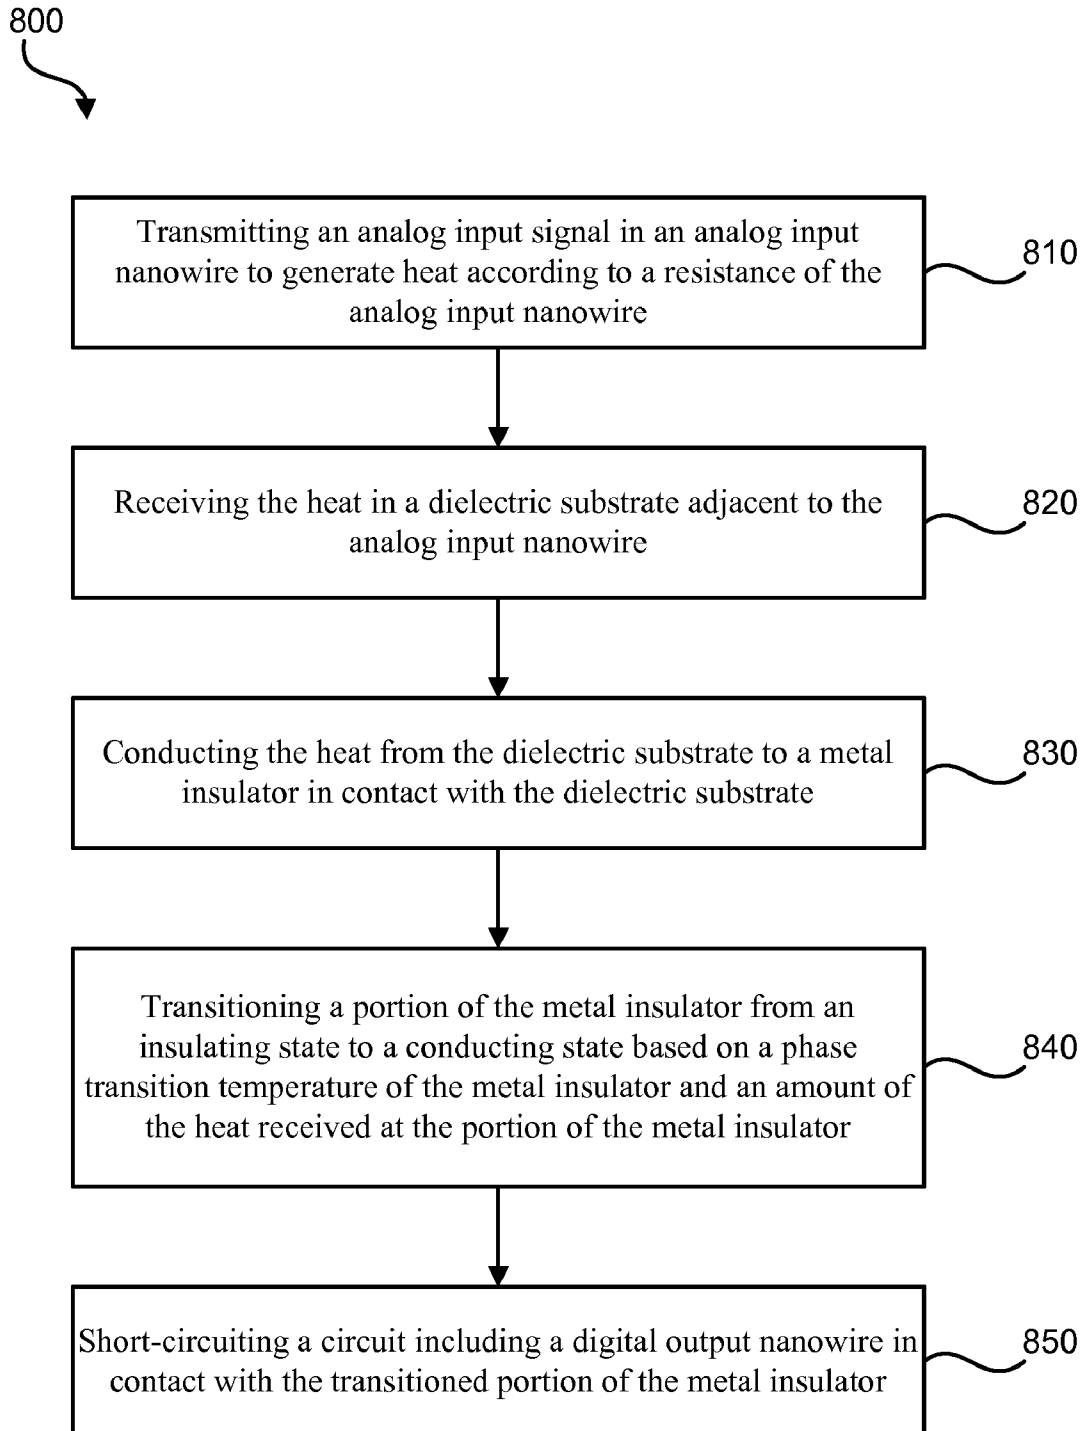 800
Transmitting an analog input signal in an analog input
nanowire to generate heat according to a resistance of the
analog input nanowire
810
Receiving the heat in a dielectric substrate adjacent to the
analog input nanowire
820
Conducting the heat from the dielectric substrate to a metal
insulator in contact with the dielectric substrate
830
Transitioning a portion of the metal insulator from an
insulating state to a conducting state based on a phase
transition temperature of the metal insulator and an amount of
the heat received at the portion of the metal insulator
840
Short-circuiting a circuit including a digital output nanowire in
contact with the transitioned portion of the metal insulator
850